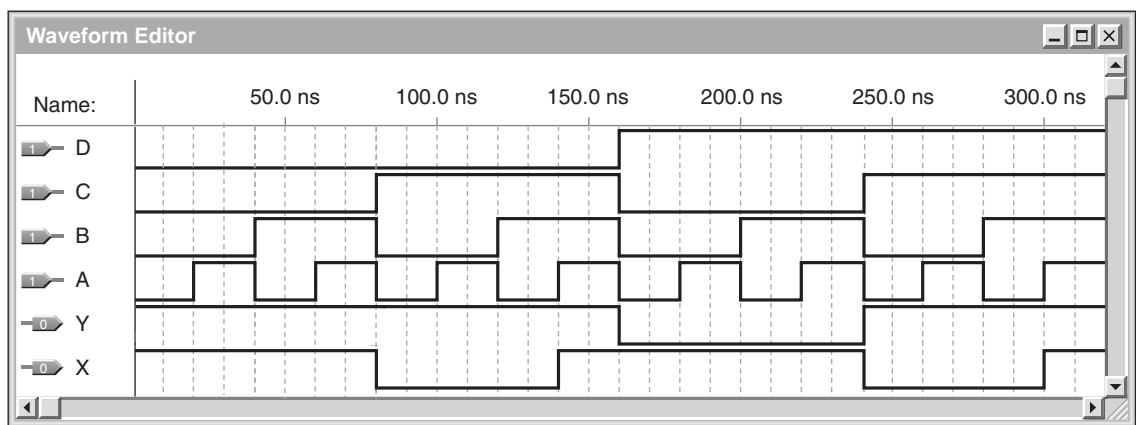 Waveform Editor
Name: 50.0 ns 100.0 ns 150.0 ns 200.0 ns 250.0 ns 300.0 ns
1 D
1 C
1 B
1 A
0 Y
0 X